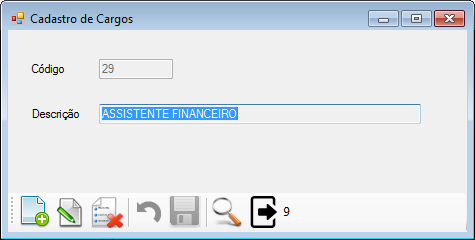 Cadastro de Cargos
Código
29
Descrição
ASSISTENTE FINANCEIRO
9